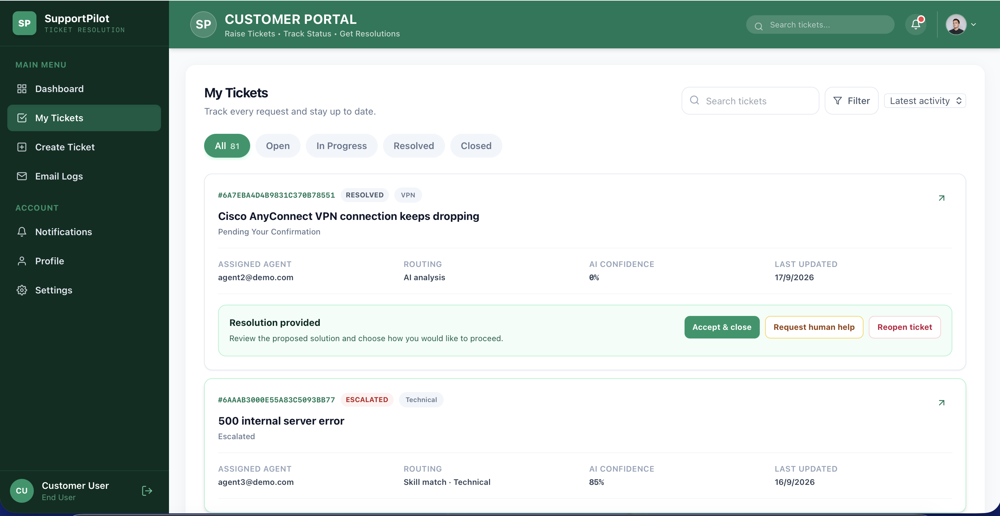 SP
SupportPilot
TICKET RESOLUTION
MAIN MENU
Dashboard
My Tickets
Create Ticket
Email Logs
ACCOUNT
Notifications
Profile
Settings
CU
Customer User
End User
SP
CUSTOMER PORTAL
Raise Tickets • Track Status • Get Resolutions
Search tickets...
My Tickets
Track every request and stay up to date.
Search tickets
Filter
Latest activity
All 81
Open
In Progress
Resolved
Closed
#6A7EBA4D4B9831C370B78551 RESOLVED VPN
Cisco AnyConnect VPN connection keeps dropping
Pending Your Confirmation
ASSIGNED AGENT ROUTING AI CONFIDENCE LAST UPDATED
agent2@demo.com AI analysis 0% 17/9/2026
Resolution provided
Review the proposed solution and choose how you would like to proceed.
Accept & close
Request human help
Reopen ticket
#6AAAB3000E55A83C5093BB77 ESCALATED Technical
500 internal server error
Escalated
ASSIGNED AGENT ROUTING AI CONFIDENCE LAST UPDATED
agent3@demo.com Skill match · Technical 85% 16/9/2026